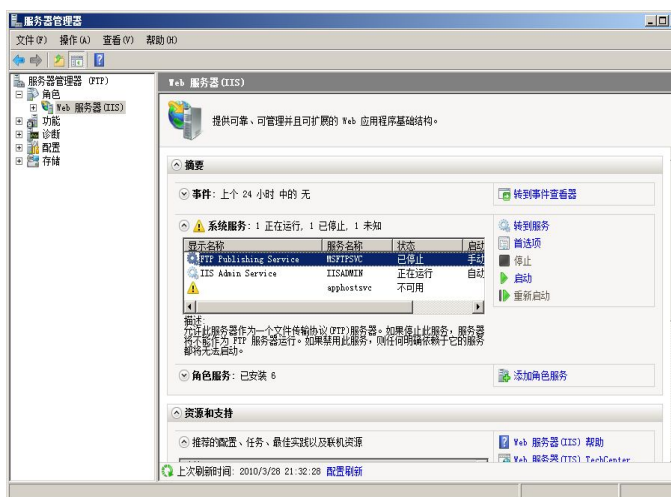 服务器管理器
文件(F) 操作(A) 查看(V) 帮助(H)
服务器管理器 (FTP)
角色
Web 服务器(IIS)
功能
诊断
配置
存储
Web 服务器(IIS)
提供可靠、可管理并且可扩展的 Web 应用程序基础结构。
摘要
事件: 上个 24 小时 中的 无
转到事件查看器
系统服务: 1 正在运行, 1 已停止, 1 未知
显示名称 服务名称 状态 启动
FTP Publishing Service MSFTPSVC 已停止 手动
IIS Admin Service IISADMIN 正在运行 自动
apphostsvc 不可用
转到服务
首选项
停止
启动
重新启动
描述:
允许此服务器作为一个文件传输协议(FTP)服务器。如果停止此服务, 服务器
将不能作为 FTP 服务器运行。如果禁用此服务, 则任何明确依赖于它的服务
都将无法启动。
角色服务: 已安装 6
添加角色服务
资源和支持
推荐的配置、任务、最佳实践以及联机资源
Web 服务器(IIS) 帮助
Web 服务器(IIS) TechCenter
上次刷新时间: 2010/3/28 21:32:28 配置刷新